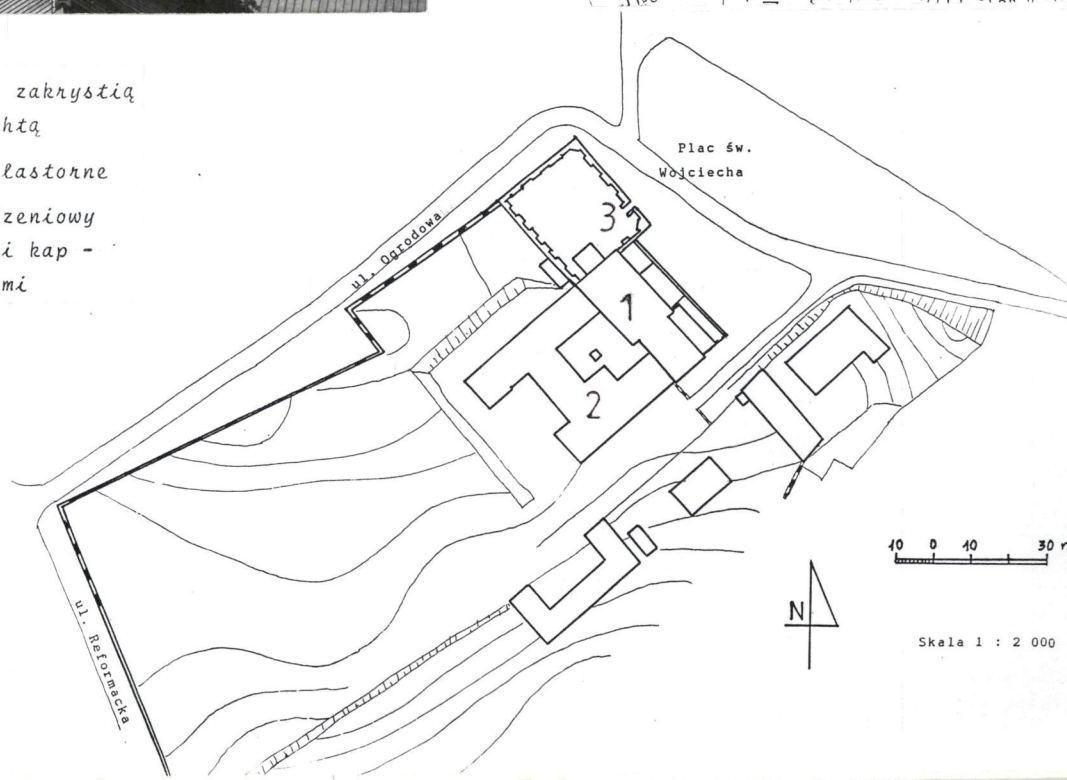 zakrystią
htą
lastorne
zeniowy
i kap -
mi
Plac św.
Wojciecha
ul. Ogrodowa
3
1
2
ul. Reformacka
10 0 10 30
N
Skala 1 : 2 000